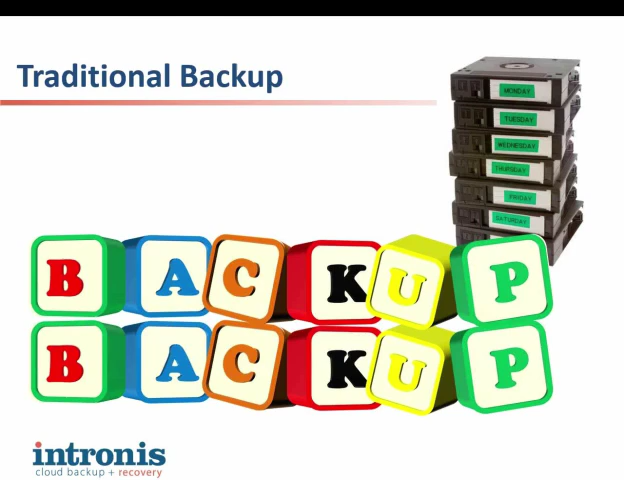 Traditional Backup
MONDAY
TUESDAY
WEDNESDAY
THURSDAY
FRIDAY
SATURDAY
BACKUP
BACKUP
intronis
cloud backup + recovery